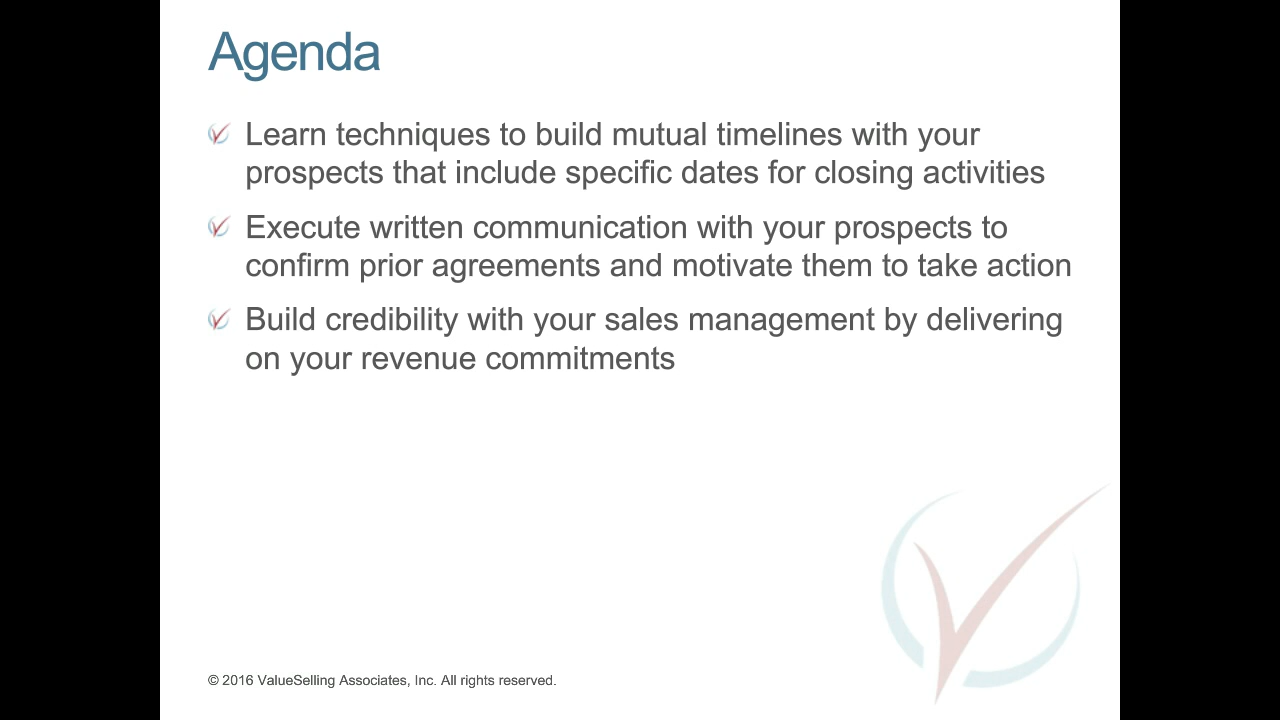 Agenda
Learn techniques to build mutual timelines with your
prospects that include specific dates for closing activities
Execute written communication with your prospects to
confirm prior agreements and motivate them to take action
Build credibility with your sales management by delivering
on your revenue commitments
© 2016 ValueSelling Associates, Inc. All rights reserved.